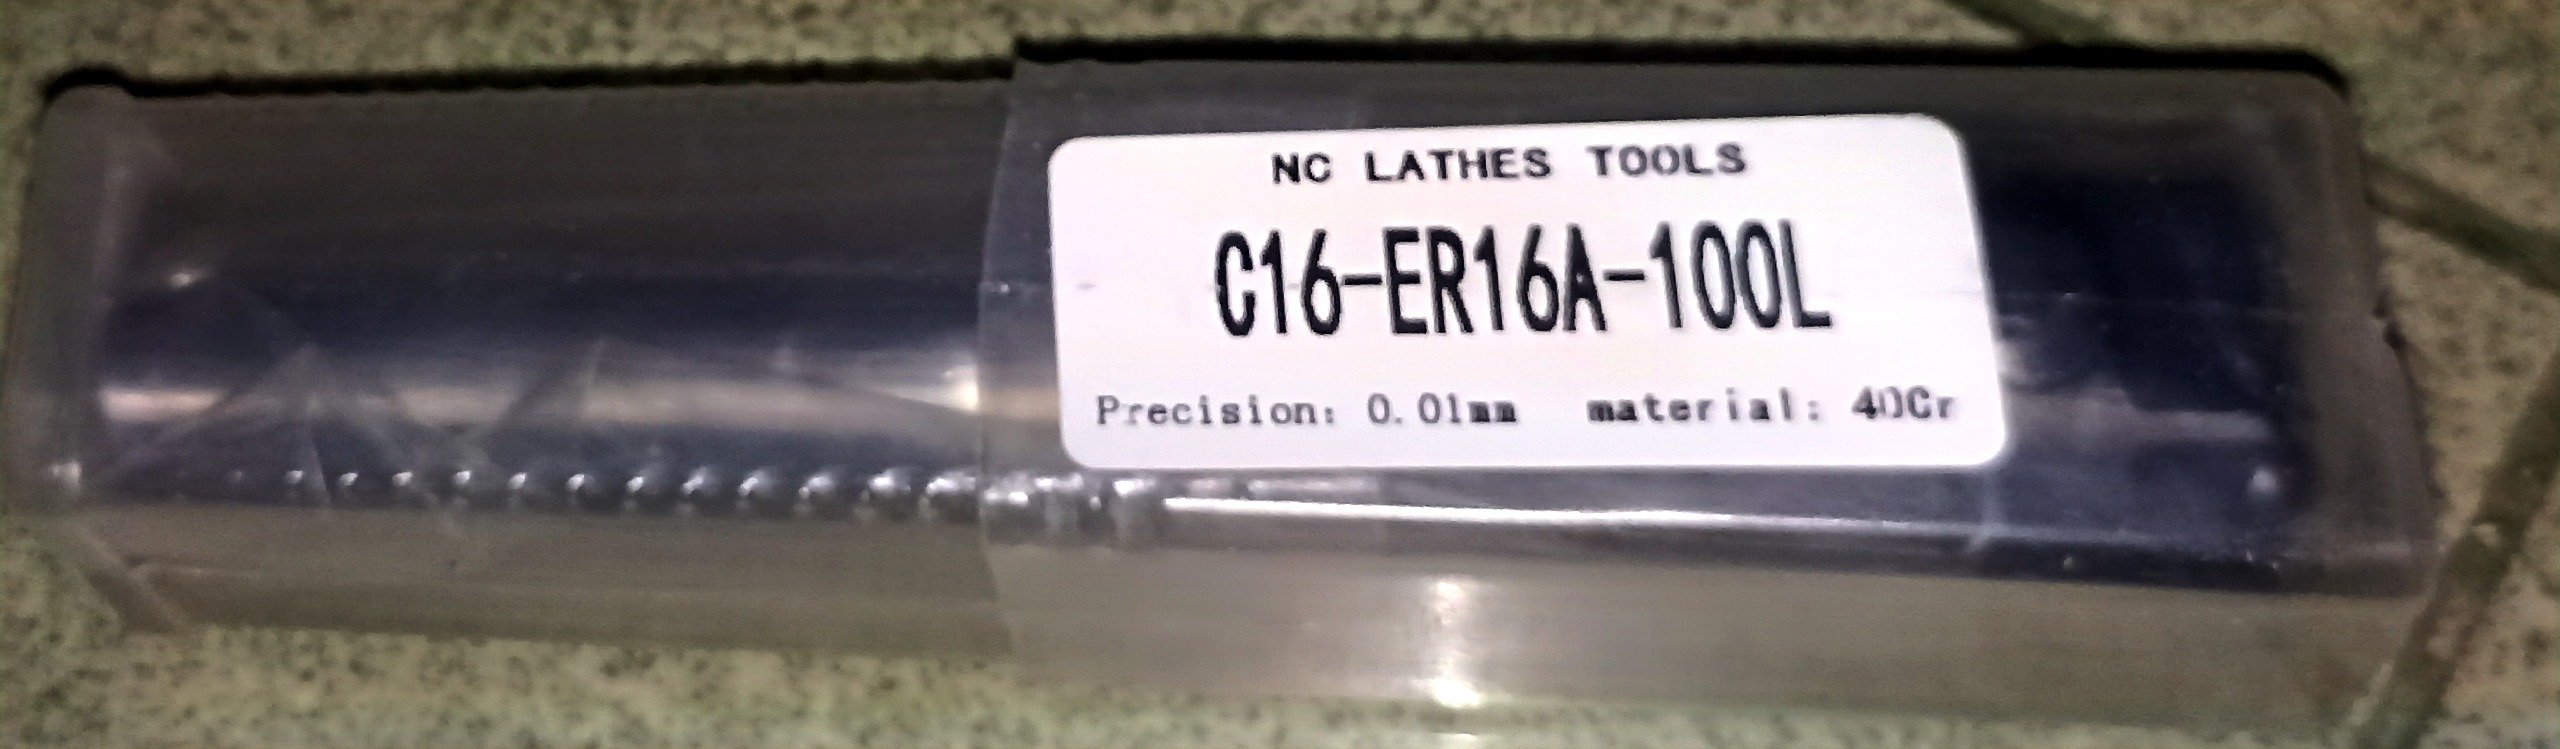 NC LATHES TOOLS
C16-ER16A-100L
Precision: 0.01mm material: 40Cr